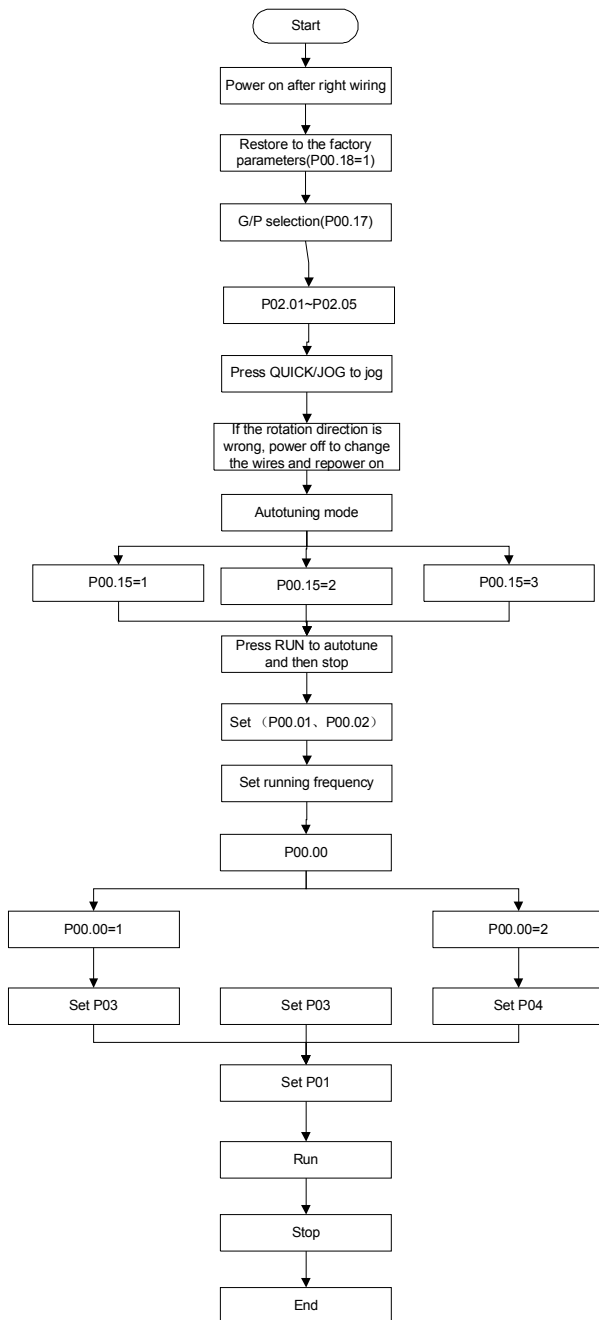 Start
Power on after right wiring
Restore to the factory
parameters(P00.18=1)
G/P selection(P00.17)
P02.01~P02.05
Press QUICK/JOG to jog
If the rotation direction is
wrong, power off to change
the wires and repower on
Autotuning mode
P00.15=1
P00.15=2
P00.15=3
Press RUN to autotune
and then stop
Set （P00.01、P00.02）
Set running frequency
P00.00
P00.00=1
P00.00=2
Set P03
Set P03
Set P04
Set P01
Run
Stop
End